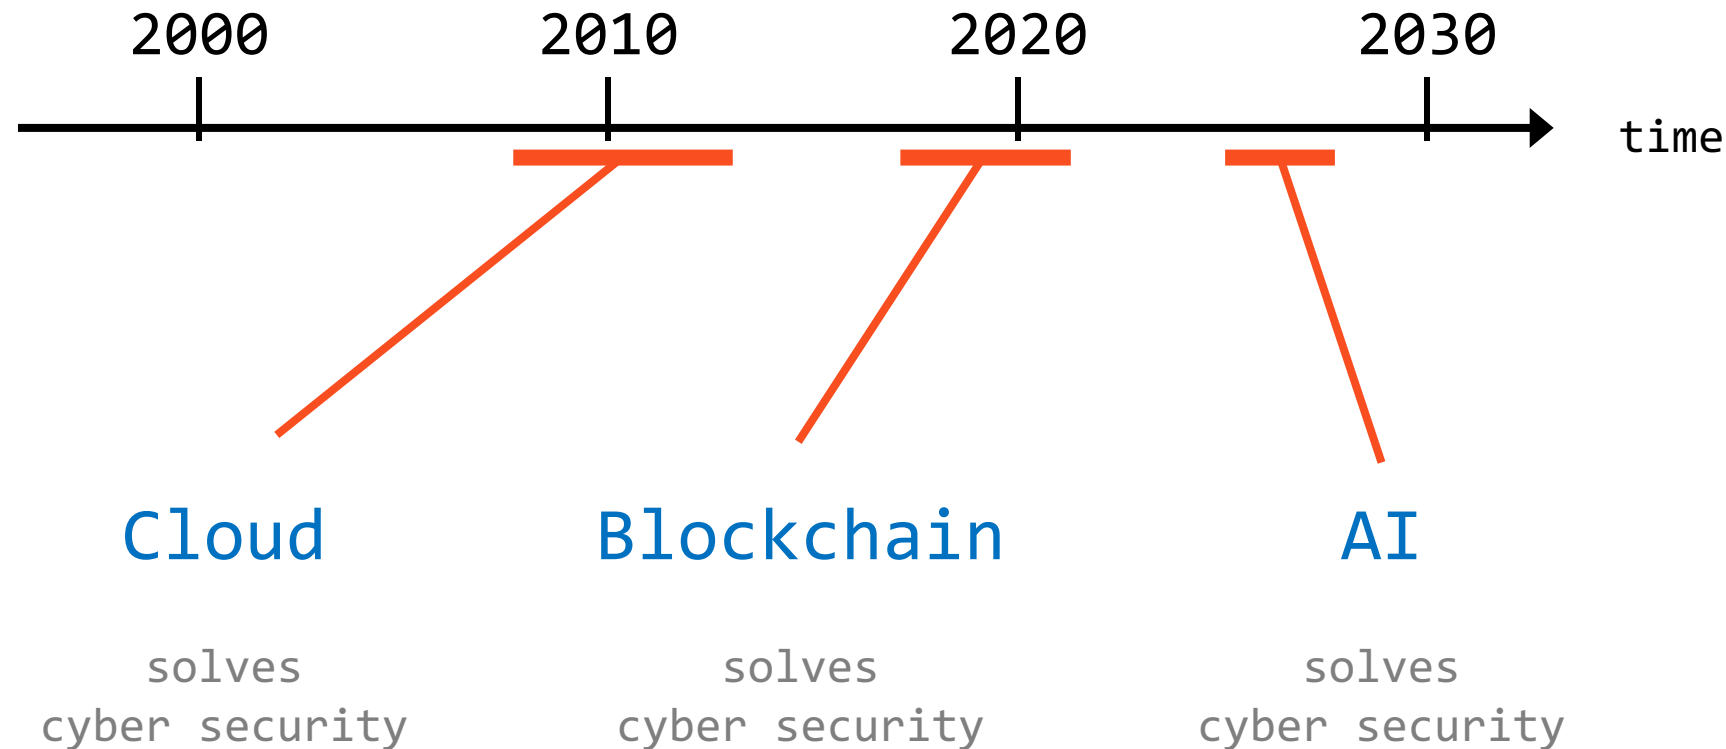 2000 2010 2020 2030
time
Cloud Blockchain AI
solves solves solves
cyber security cyber security cyber security